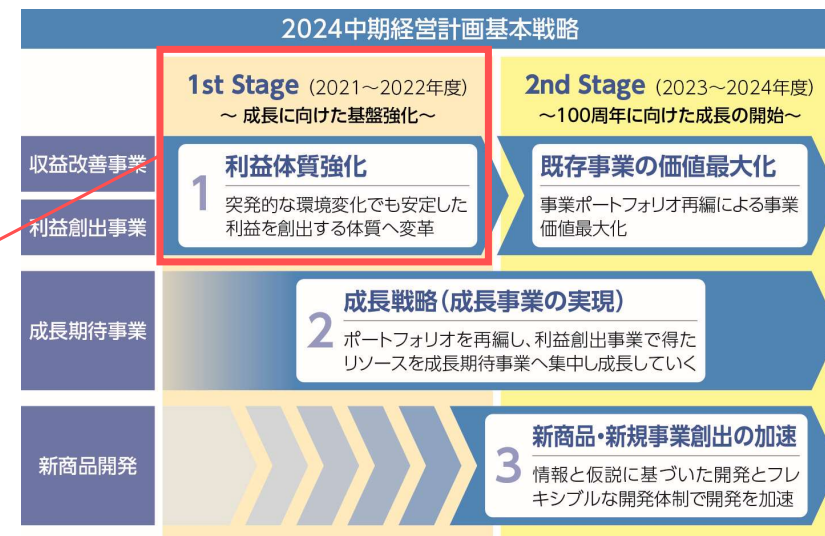 2024中期経営計画基本戦略
1st Stage（2021～2022年度）
～ 成長に向けた基盤強化～
2nd Stage（2023～2024年度）
～100周年に向けた成長の開始～
収益改善事業
利益創出事業
1
利益体質強化
突発的な環境変化でも安定した
利益を創出する体質へ変革
既存事業の価値最大化
事業ポートフォリオ再編による事業
価値最大化
成長期待事業
2
成長戦略（成長事業の実現）
ポートフォリオを再編し、利益創出事業で得た
リソースを成長期待事業へ集中し成長していく
新商品開発
3
新商品・新規事業創出の加速
情報と仮説に基づいた開発とフレ
キシブルな開発体制で開発を加速